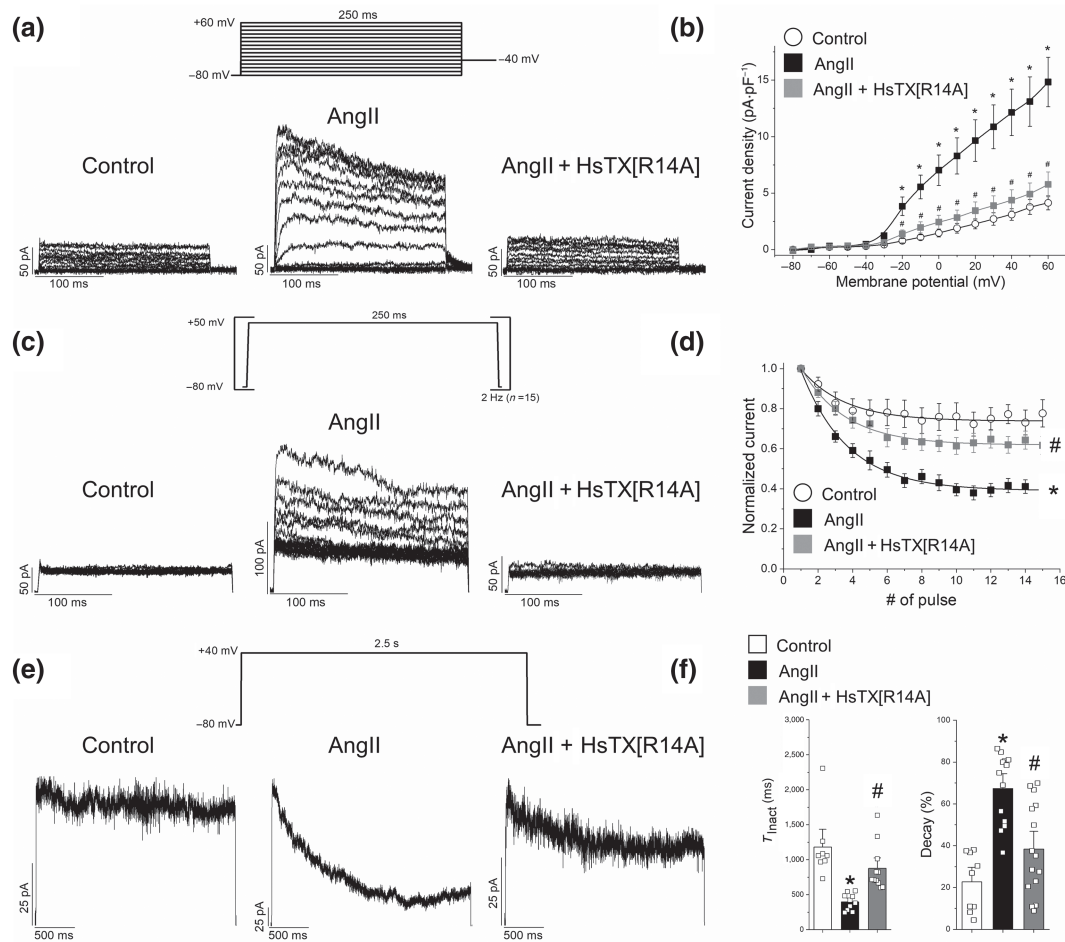 (a)
250 ms
+60 mV
−80 mV
−40 mV
Control
AngII
AngII + HsTX[R14A]
50 pA
100 ms
50 pA
100 ms
50 pA
100 ms
(b)
Control
AngII
AngII + HsTX[R14A]
Current density (pA·pF⁻¹)
15
10
5
0
* * * * * * * * *
# # # # # # # # #
−80 −60 −40 −20 0 20 40 60
Membrane potential (mV)
(c)
+50 mV
250 ms
−80 mV
2 Hz (n =15)
Control
AngII
AngII + HsTX[R14A]
50 pA
100 ms
100 pA
100 ms
50 pA
100 ms
(d)
Normalized current
1.0
0.8
0.6
0.4
0.2
0.0
#
*
Control
AngII
AngII + HsTX[R14A]
0 2 4 6 8 10 12 14 16
# of pulse
(e)
+40 mV
2.5 s
−80 mV
Control
AngII
AngII + HsTX[R14A]
25 pA
500 ms
25 pA
500 ms
25 pA
500 ms
(f)
Control
AngII
AngII + HsTX[R14A]
T Inact (ms)
3,000
2,500
2,000
1,500
1,000
500
0
*
#
Decay (%)
100
80
60
40
20
0
*
#